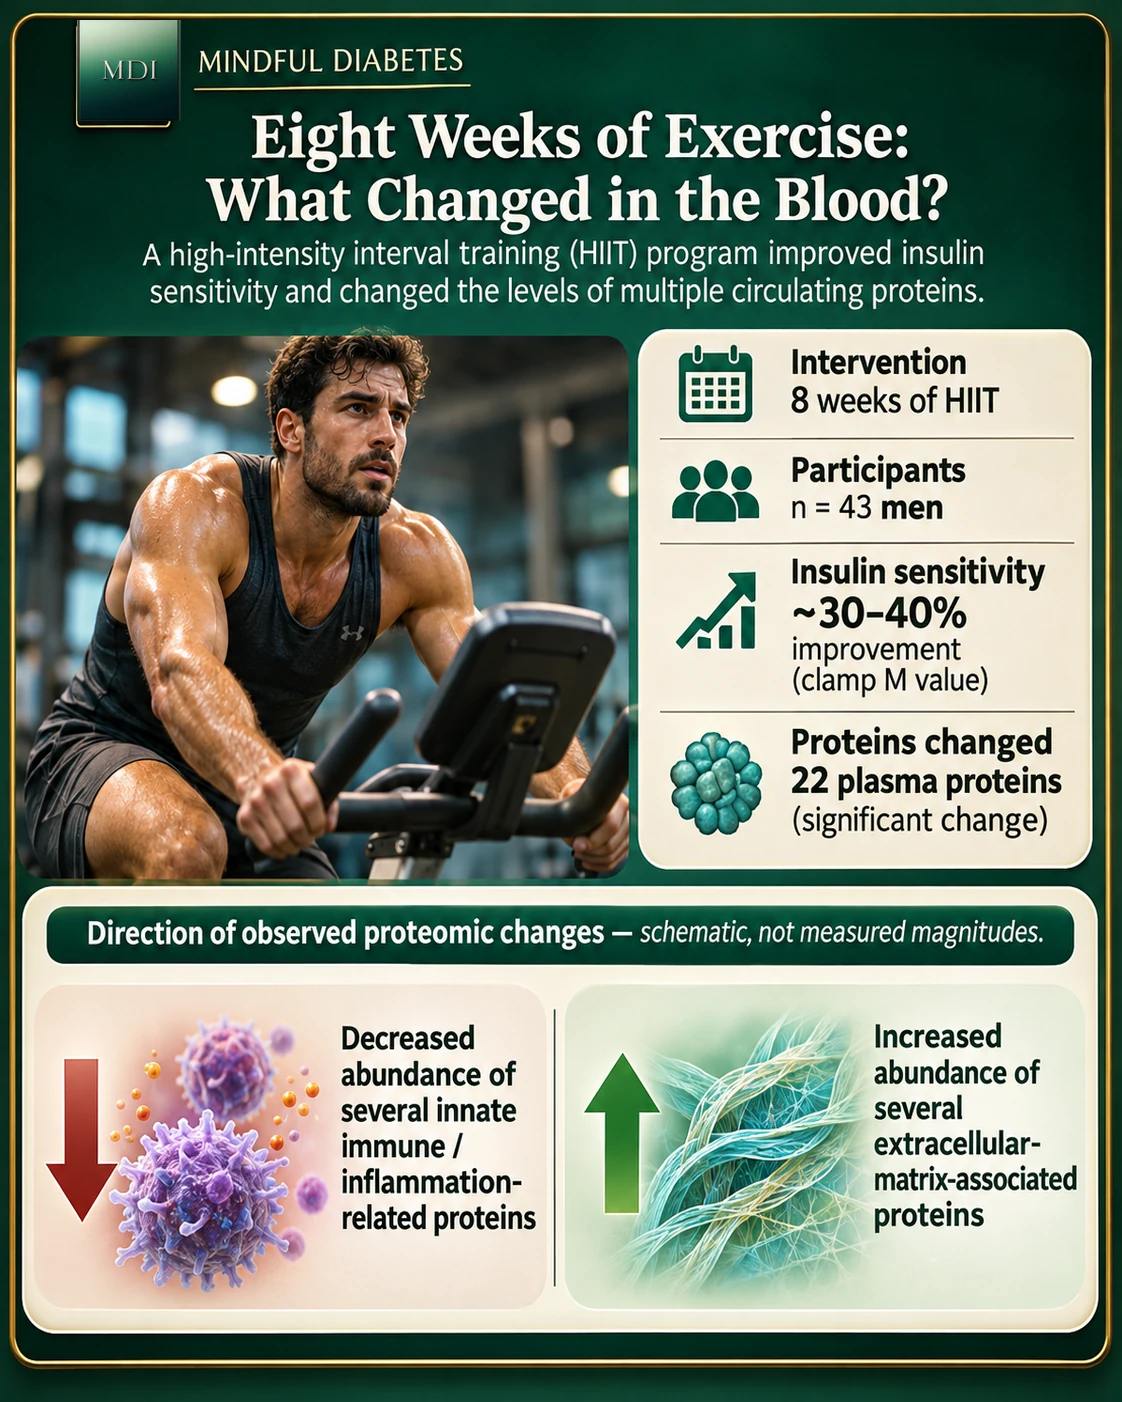 MDI
MINDFUL DIABETES
Eight Weeks of Exercise:
What Changed in the Blood?
A high-intensity interval training (HIIT) program improved insulin
sensitivity and changed the levels of multiple circulating proteins.
Intervention
8 weeks of HIIT
Participants
n = 43 men
Insulin sensitivity
~30–40%
improvement
(clamp M value)
Proteins changed
22 plasma proteins
(significant change)
Direction of observed proteomic changes — schematic, not measured magnitudes.
Decreased
abundance of
several innate
immune /
inflammation-
related proteins
Increased
abundance of
several
extracellular-
matrix-associated
proteins